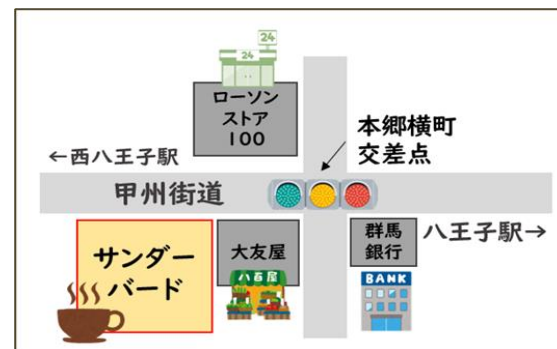 24
24
ローソン
ストア
100
本郷横町
交差点
←西八王子駅
甲州街道
サンダー
バード
大友屋
八百屋
群馬
銀行
BANK
八王子駅→